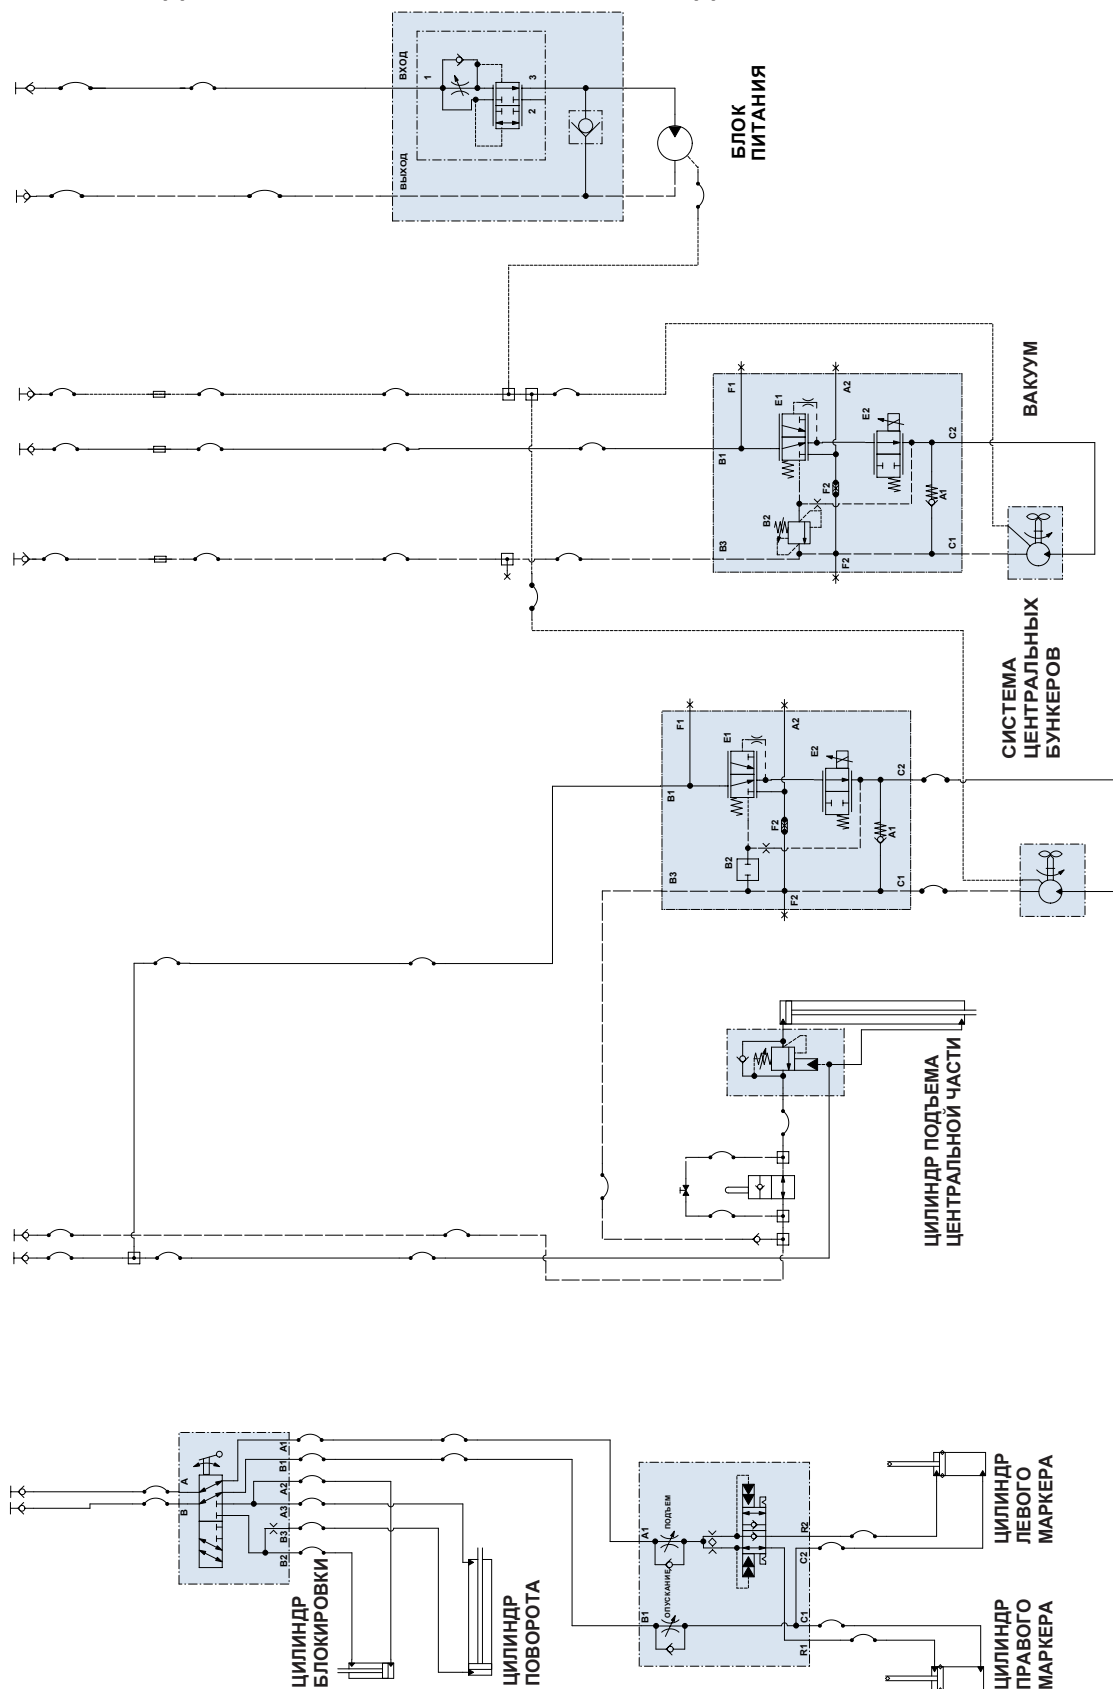 ВХОД
1
3
2
ВЫХОД
БЛОК
ПИТАНИЯ
F1
A2
E1
E2
B1
C2
F2
B2
A1
B3
C1
F2
ВАКУУМ
F1
A2
E1
E2
B1
C2
F2
B2
A1
B3
C1
F2
СИСТЕМА
ЦЕНТРАЛЬНЫХ
БУНКЕРОВ
ЦИЛИНДР ПОДЪЕМА
ЦЕНТРАЛЬНОЙ ЧАСТИ
A
B
A1
B1
A2
A3
B3
B2
ЦИЛИНДР
БЛОКИРОВКИ
ЦИЛИНДР
ПОВОРОТА
A1
ПОДЪЕМ
B1
ОПУСКАНИЕ
R2
C2
C1
R1
ЦИЛИНДР
ЛЕВОГО
МАРКЕРА
ЦИЛИНДР
ПРАВОГО
МАРКЕРА